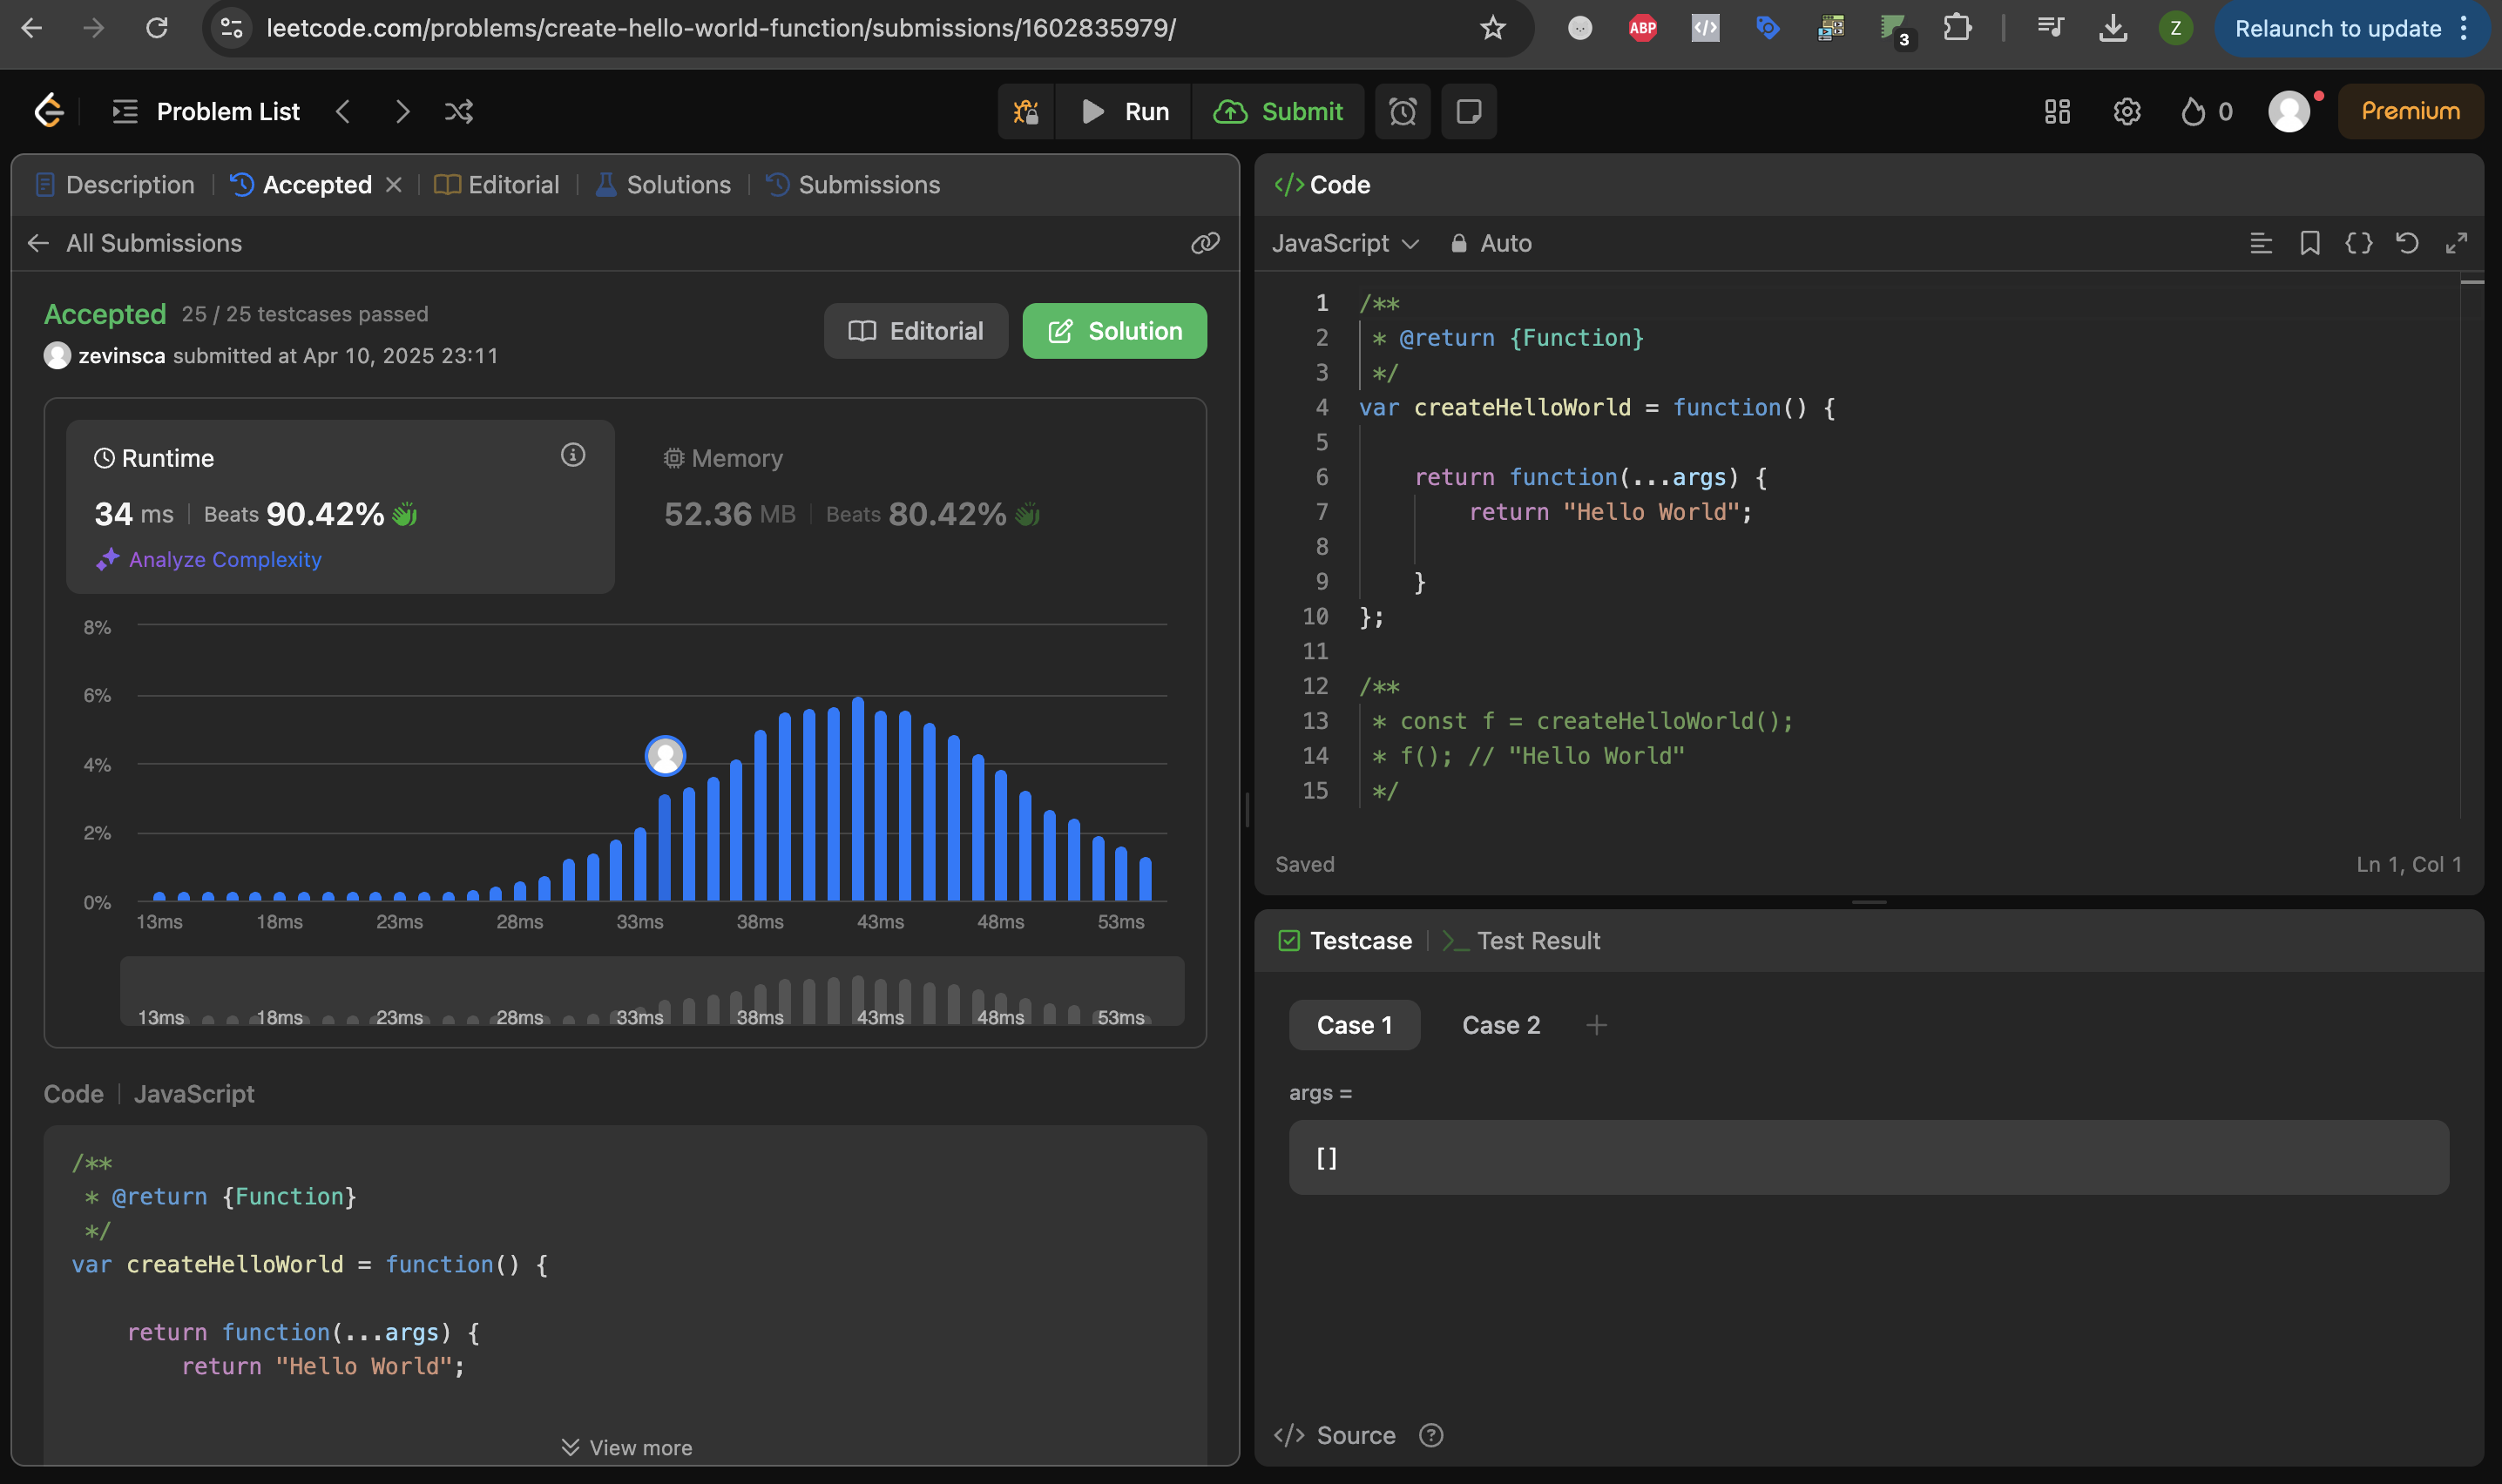 leetcode.com/problems/create-hello-world-function/submissions/1602835979/
ABP
3
Z
Relaunch to update
Problem List
Run
Submit
0
Premium
Description
Accepted
Editorial
Solutions
Submissions
All Submissions
Accepted 25 / 25 testcases passed
zevinsca submitted at Apr 10, 2025 23:11
Editorial
Solution
Runtime
34 ms | Beats 90.42%
Analyze Complexity
Memory
52.36 MB | Beats 80.42%
8%
6%
4%
2%
0%
13ms 18ms 23ms 28ms 33ms 38ms 43ms 48ms 53ms
13ms 18ms 23ms 28ms 33ms 38ms 43ms 48ms 53ms
Code | JavaScript
/**
 * @return {Function}
 */
var createHelloWorld = function() {
    return function(...args) {
        return "Hello World";
View more
</> Code
JavaScript
Auto
1 /**
2  * @return {Function}
3  */
4 var createHelloWorld = function() {
5
6     return function(...args) {
7         return "Hello World";
8
9     }
10 };
11
12 /**
13  * const f = createHelloWorld();
14  * f(); // "Hello World"
15  */
Saved
Ln 1, Col 1
Testcase
Test Result
Case 1
Case 2
args =
[]
</> Source